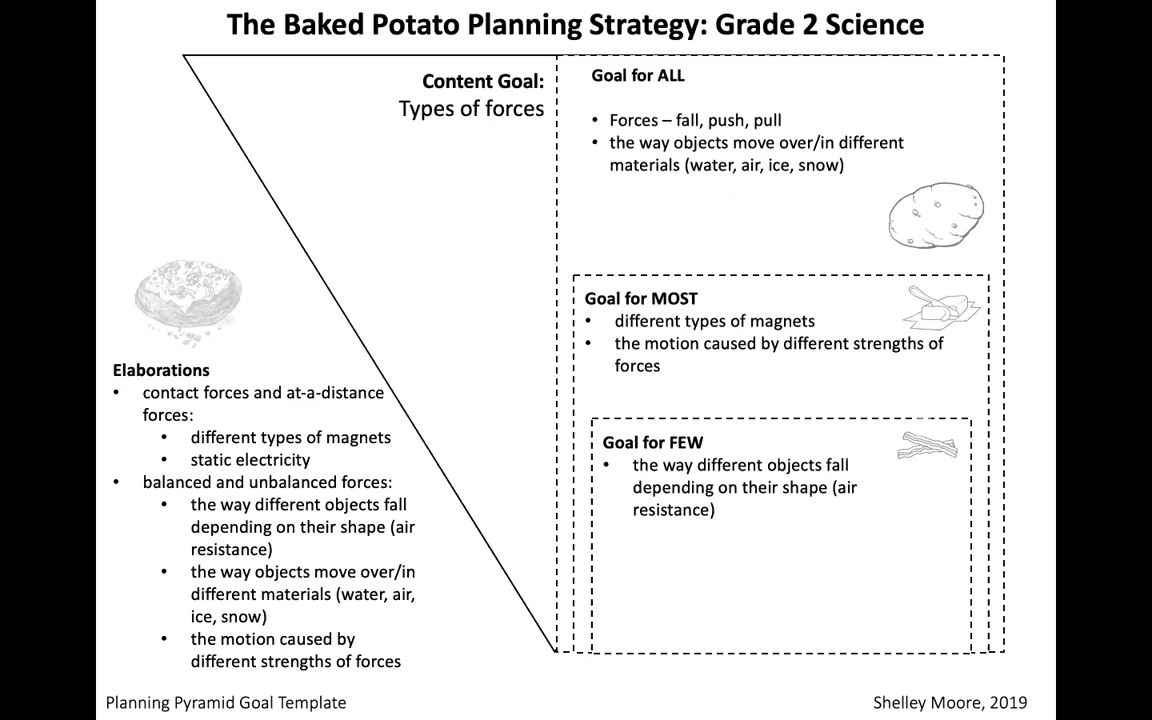 The Baked Potato Planning Strategy: Grade 2 Science
Content Goal:
Types of forces
Goal for ALL
• Forces – fall, push, pull
• the way objects move over/in different
materials (water, air, ice, snow)
Goal for MOST
• different types of magnets
• the motion caused by different strengths of
forces
Goal for FEW
• the way different objects fall
depending on their shape (air
resistance)
Elaborations
• contact forces and at-a-distance
forces:
• different types of magnets
• static electricity
• balanced and unbalanced forces:
• the way different objects fall
depending on their shape (air
resistance)
• the way objects move over/in
different materials (water, air,
ice, snow)
• the motion caused by
different strengths of forces
Planning Pyramid Goal Template
Shelley Moore, 2019